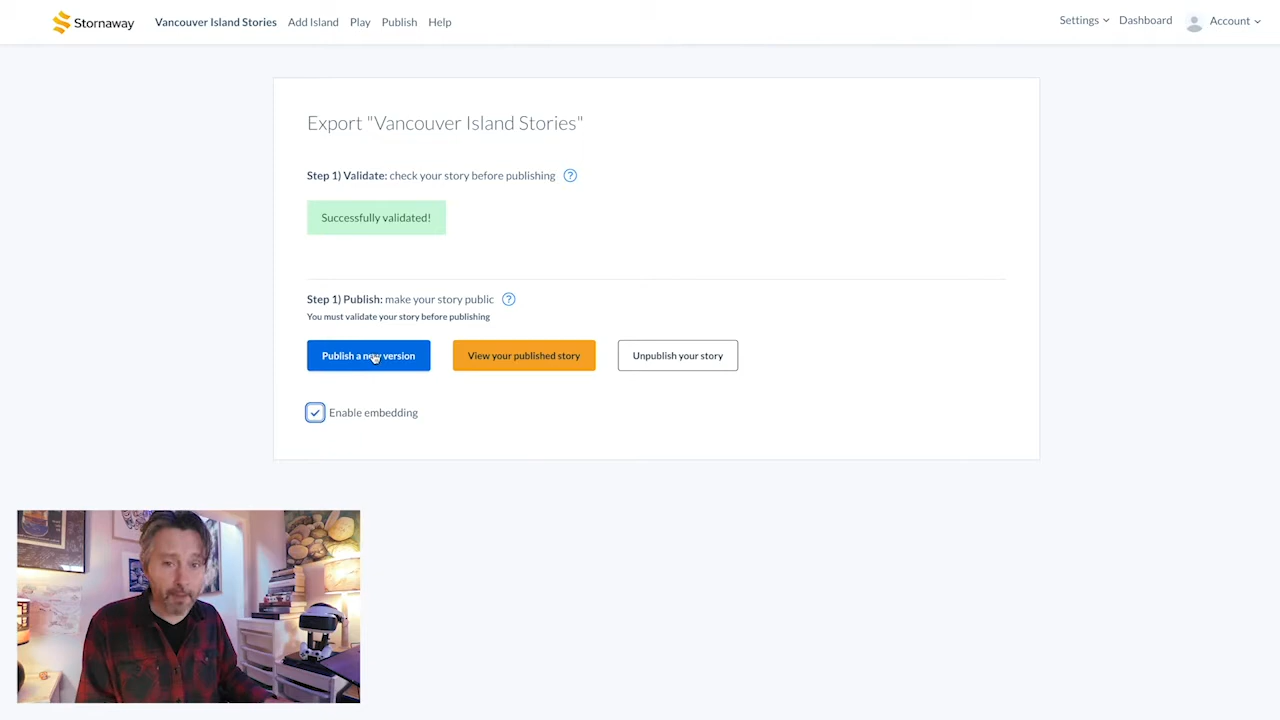 Stornaway
Vancouver Island Stories Add Island Play Publish Help
Settings Dashboard Account
Export "Vancouver Island Stories"
Step 1) Validate: check your story before publishing ?
Successfully validated!
Step 1) Publish: make your story public ?
You must validate your story before publishing
Publish a new version View your published story Unpublish your story
Enable embedding